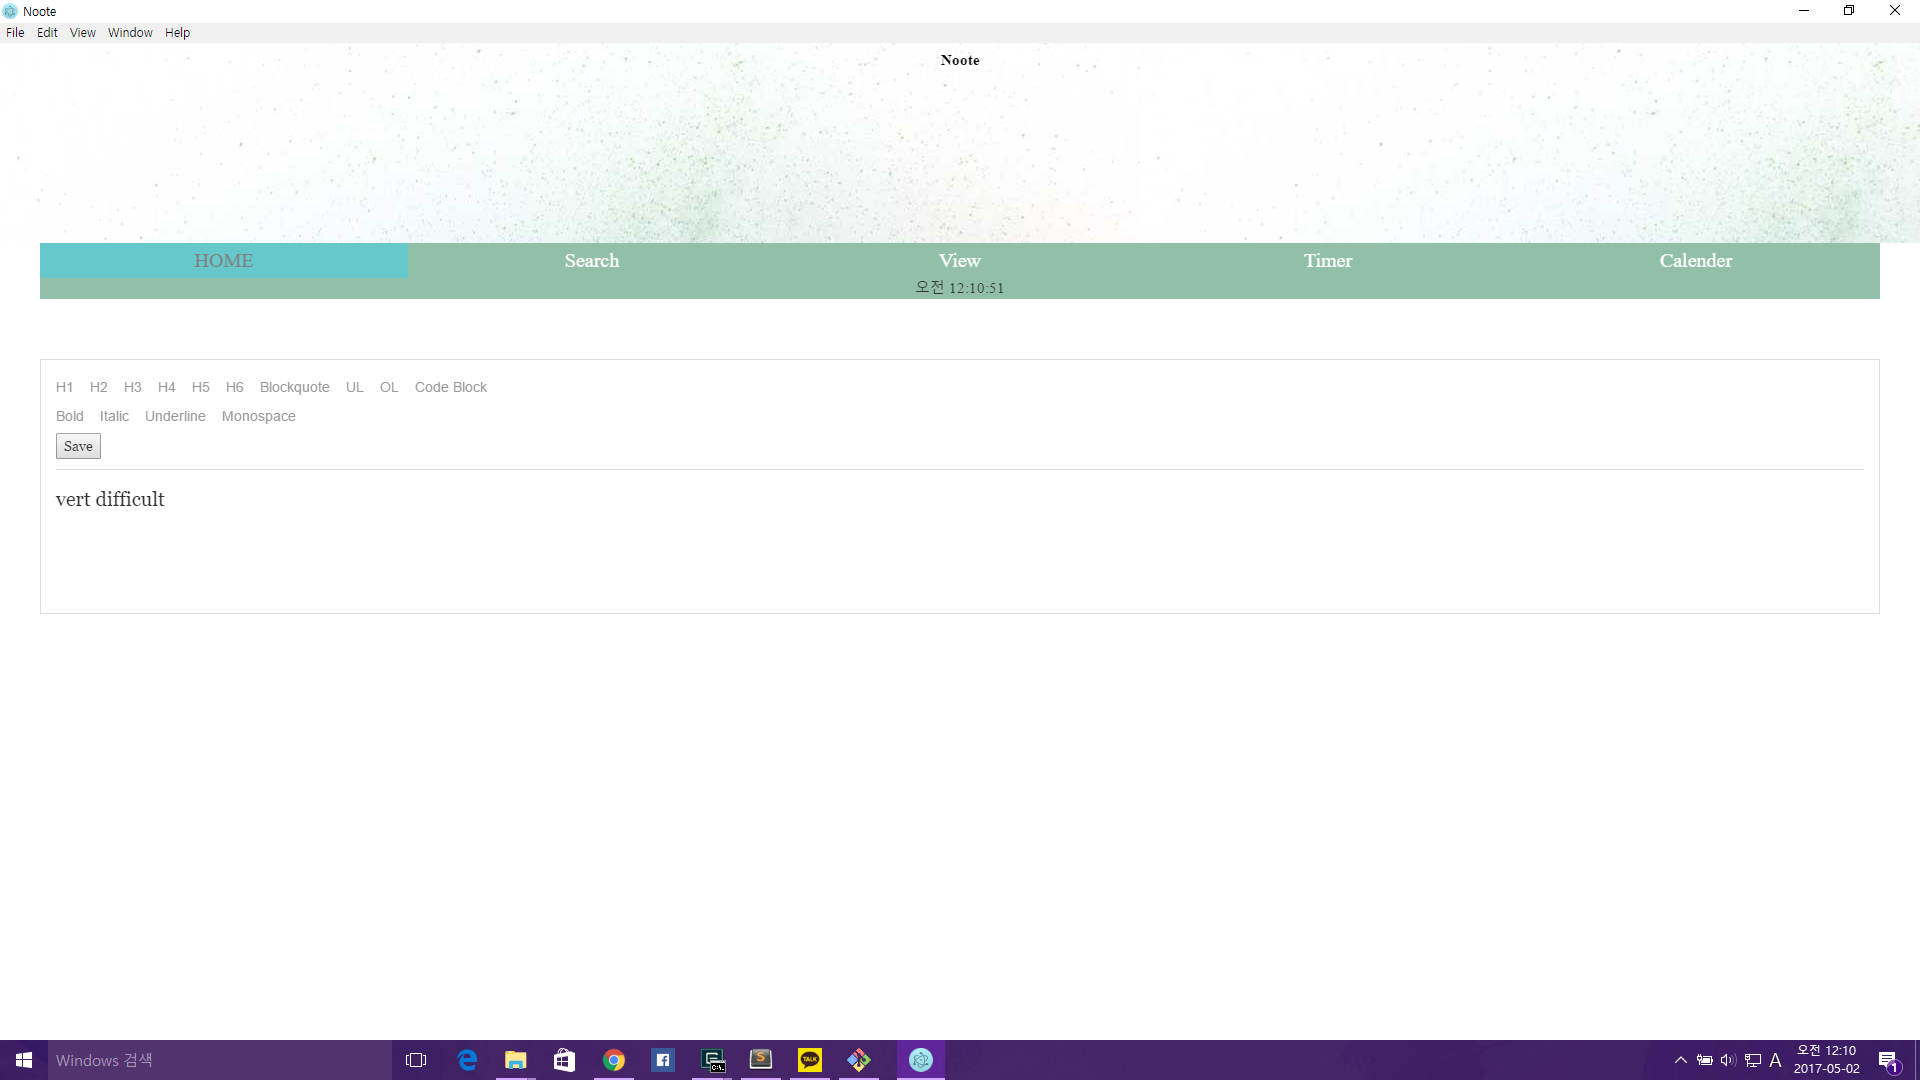 Noote
File Edit View Window Help
Noote
HOME Search View Timer Calender
오전 12:10:51
H1 H2 H3 H4 H5 H6 Blockquote UL OL Code Block
Bold Italic Underline Monospace
Save
vert difficult
Windows 검색
TALK
C:\.
S
A
오전 12:10
2017-05-02
1